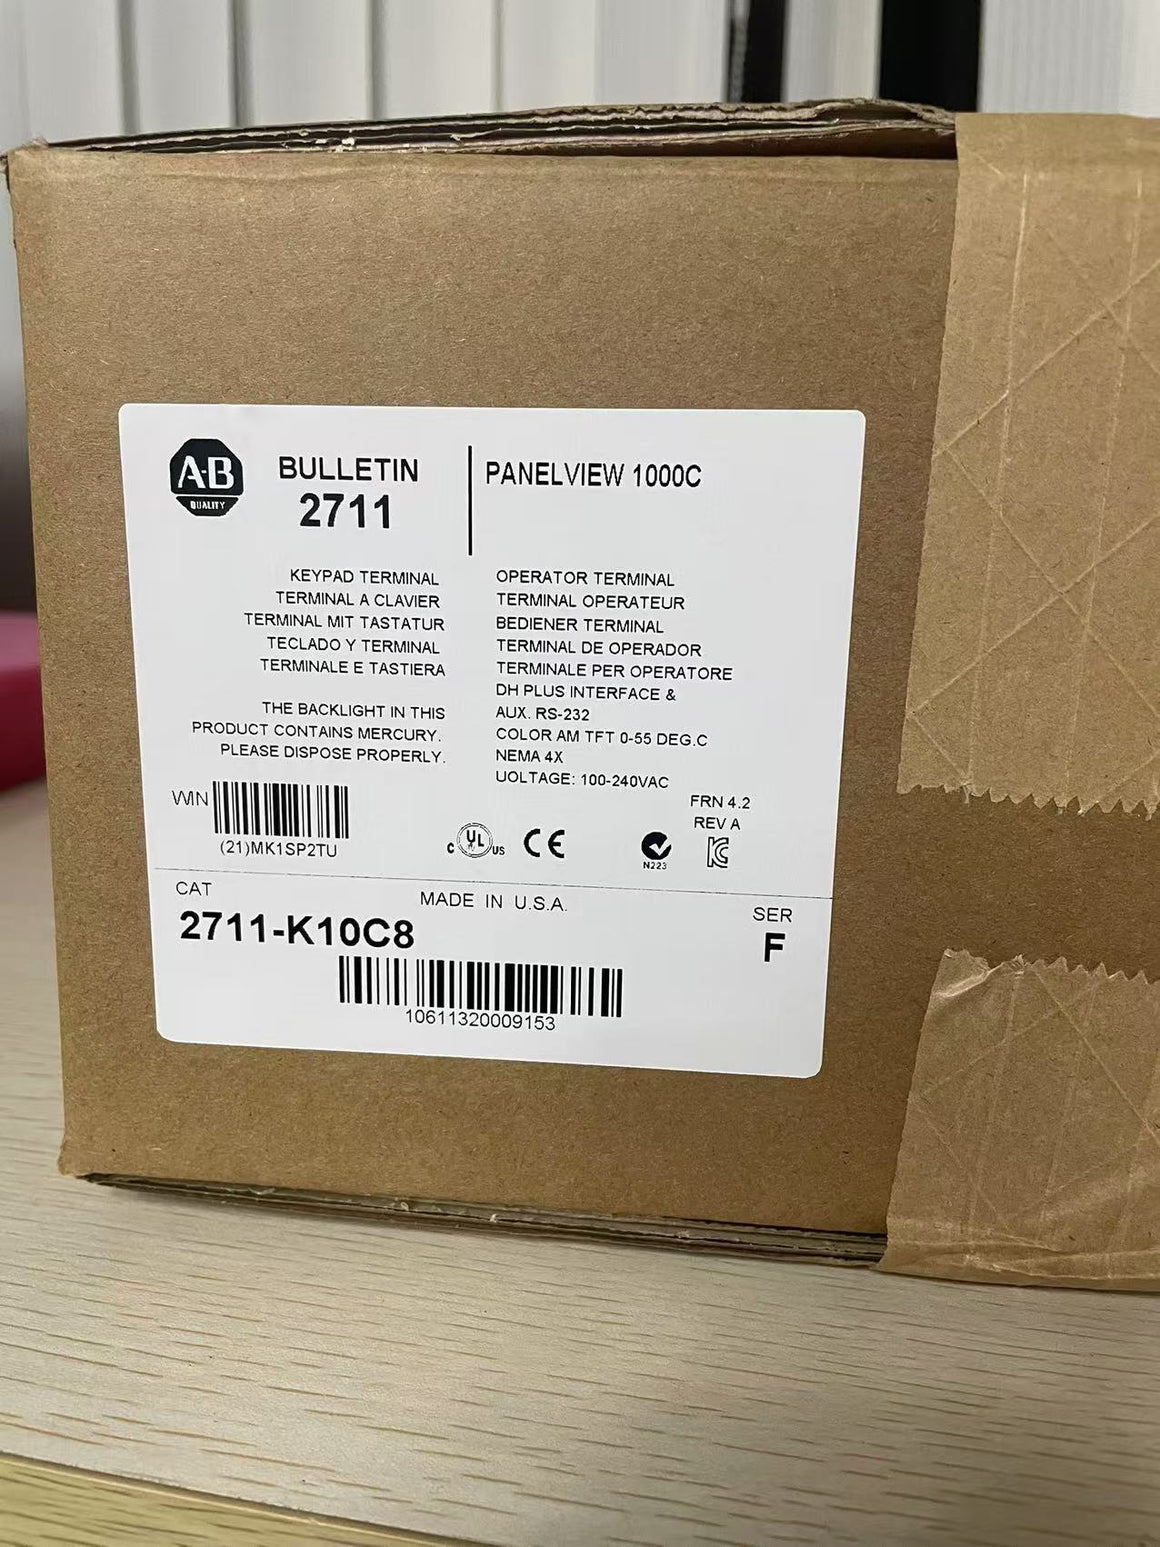 A-B
QUALITY
BULLETIN
2711
PANELVIEW 1000C
KEYPAD TERMINAL
TERMINAL A CLAVIER
TERMINAL MIT TASTATUR
TECLADO Y TERMINAL
TERMINALE E TASTIERA
THE BACKLIGHT IN THIS
PRODUCT CONTAINS MERCURY.
PLEASE DISPOSE PROPERLY.
OPERATOR TERMINAL
TERMINAL OPERATEUR
BEDIENER TERMINAL
TERMINAL DE OPERADOR
TERMINALE PER OPERATORE
DH PLUS INTERFACE &
AUX. RS-232
COLOR AM TFT 0-55 DEG.C
NEMA 4X
UOLTAGE: 100-240VAC
FRN 4.2
REV A
WIN
(21)MK1SP2TU
C UL US CE
N223
CAT
MADE IN U.S.A.
SER
2711-K10C8
F
10611320009153